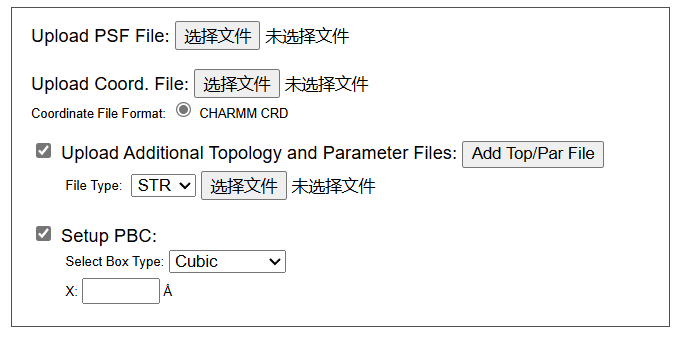 Upload PSF File: 选择文件 未选择文件
Upload Coord. File: 选择文件 未选择文件
Coordinate File Format: CHARMM CRD
Upload Additional Topology and Parameter Files: Add Top/Par File
File Type: STR 选择文件 未选择文件
Setup PBC:
Select Box Type: Cubic
X: Å